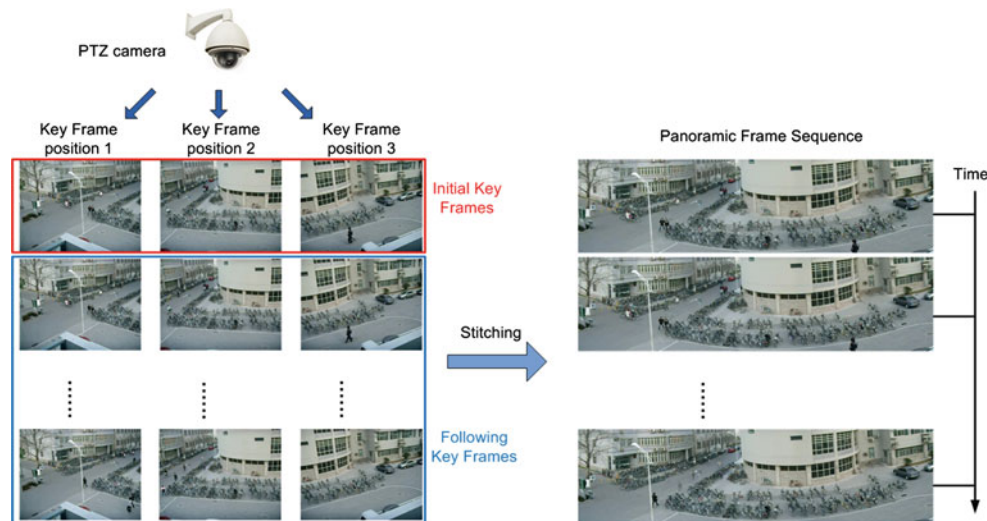 PTZ camera
Key Frame
position 1
Key Frame
position 2
Key Frame
position 3
Initial Key
Frames
Following
Key Frames
Stitching
Panoramic Frame Sequence
Time